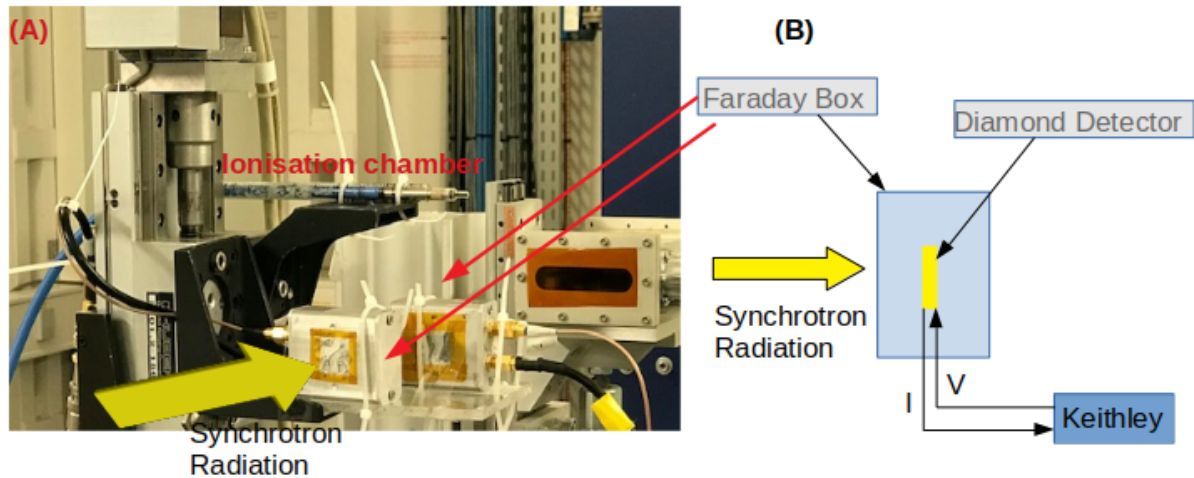 (A)
Ionisation chamber
Synchrotron
Radiation
(B)
Faraday Box
Diamond Detector
Synchrotron
Radiation
I
V
Keithley